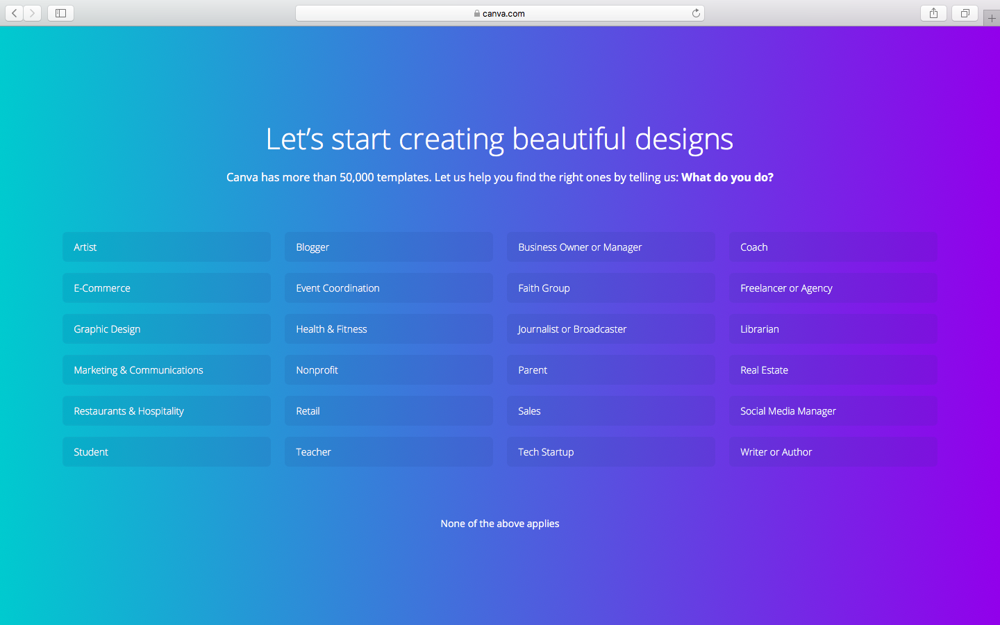 canva.com
Let's start creating beautiful designs
Canva has more than 50,000 templates. Let us help you find the right ones by telling us: What do you do?
Artist
Blogger
Business Owner or Manager
Coach
E-Commerce
Event Coordination
Faith Group
Freelancer or Agency
Graphic Design
Health & Fitness
Journalist or Broadcaster
Librarian
Marketing & Communications
Nonprofit
Parent
Real Estate
Restaurants & Hospitality
Retail
Sales
Social Media Manager
Student
Teacher
Tech Startup
Writer or Author
None of the above applies